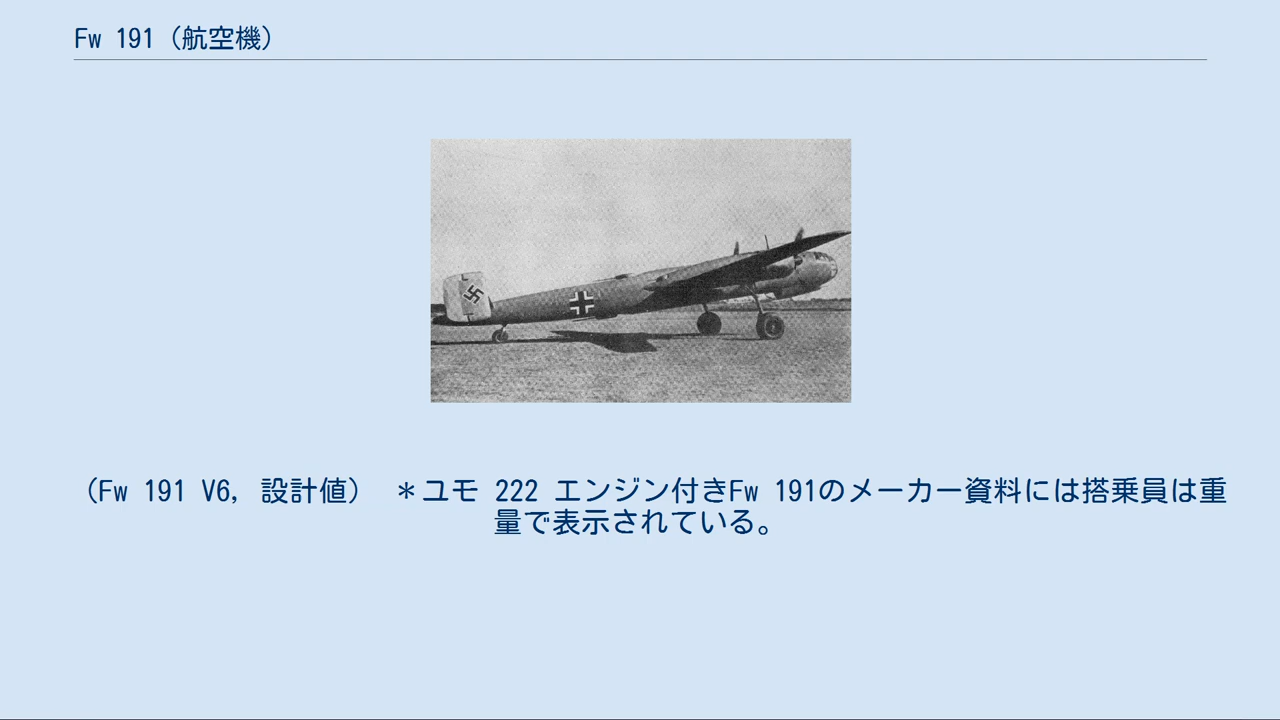 Fw 191（航空機）
（Fw 191 V6, 設計値） ＊ユモ 222 エンジン付きFw 191のメーカー資料には搭乗員は重
量で表示されている。